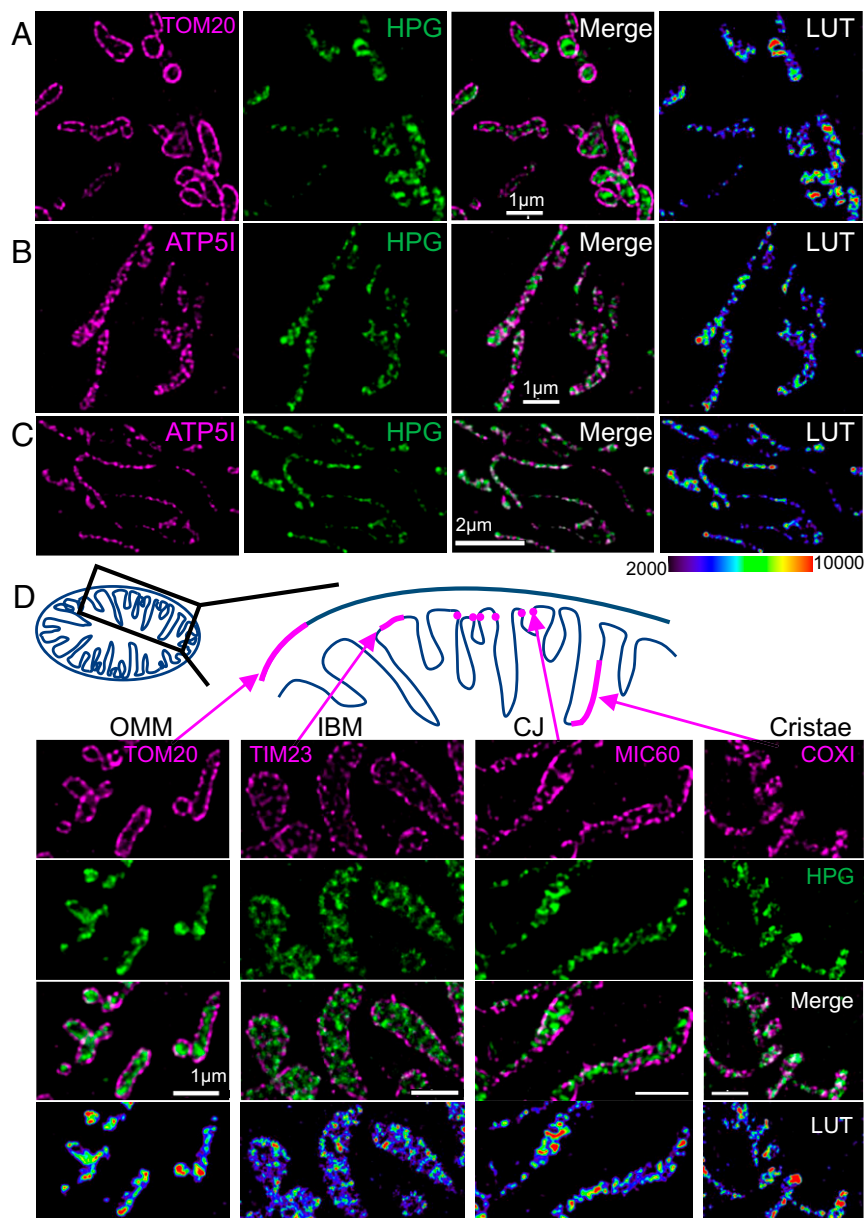 A TOM20 HPG Merge LUT
1μm
B ATP5I HPG Merge LUT
1μm
C ATP5I HPG Merge LUT
2μm
2000 10000
D
OMM IBM CJ Cristae
TOM20 TIM23 MIC60 COXI
HPG
Merge
1μm
LUT